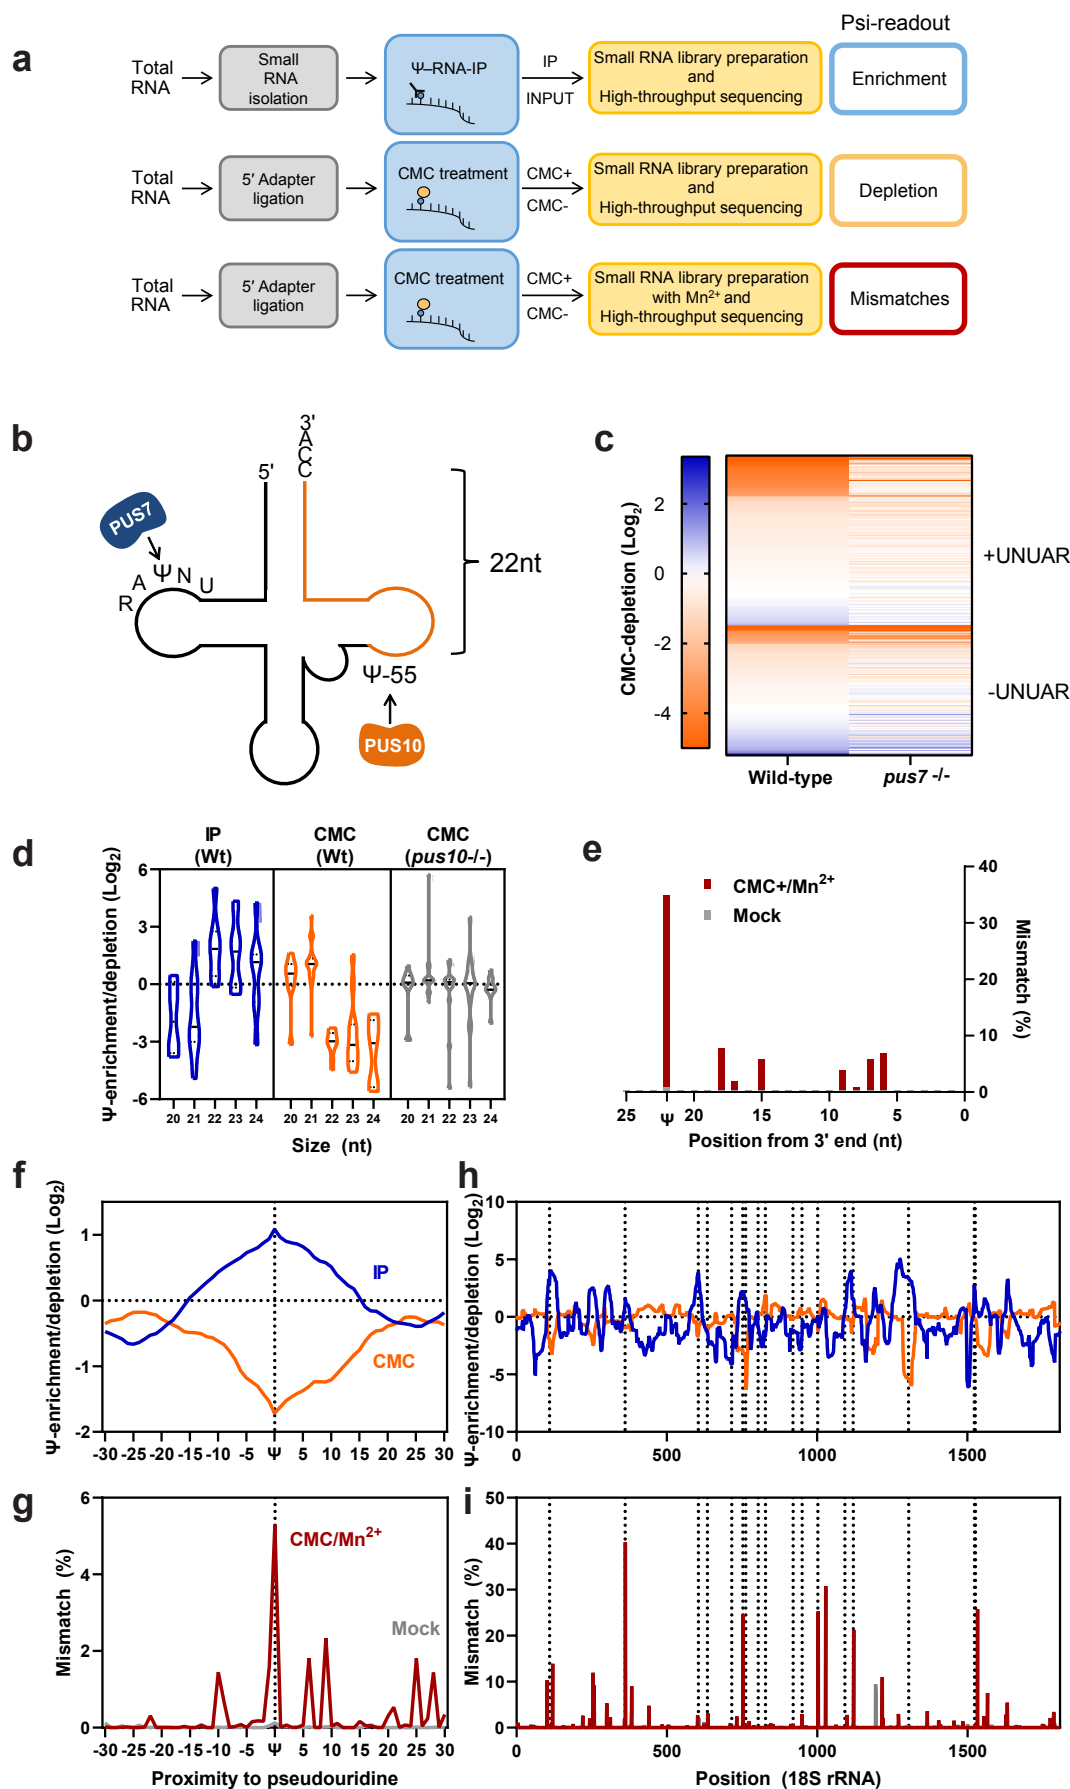 Psi-readout
a
Total
RNA
Small
RNA
isolation
Ψ–RNA-IP
IP
INPUT
Small RNA library preparation
and
High-throughput sequencing
Enrichment
Total
RNA
5′ Adapter
ligation
CMC treatment
CMC+
CMC-
Small RNA library preparation
and
High-throughput sequencing
Depletion
Total
RNA
5′ Adapter
ligation
CMC treatment
CMC+
CMC-
Small RNA library preparation
with Mn²⁺ and
High-throughput sequencing
Mismatches
b
3'
A
C
C
5'
PUS7
R A Ψ N U
22nt
Ψ-55
PUS10
c
CMC-depletion (Log₂)
2
0
-2
-4
+UNUAR
-UNUAR
Wild-type
pus7 -/-
d
Ψ-enrichment/depletion (Log₂)
IP
(Wt)
CMC
(Wt)
CMC
(pus10-/-)
6
3
0
-3
-6
20 21 22 23 24
20 21 22 23 24
20 21 22 23 24
Size (nt)
e
CMC+/Mn²⁺
Mock
40
30
20
10
0
Mismatch (%)
25 Ψ 20 15 10 5 0
Position from 3' end (nt)
f
Ψ-enrichment/depletion (Log₂)
1
0
-1
-2
IP
CMC
-30 -25 -20 -15 -10 -5 Ψ 5 10 15 20 25 30
h
Ψ-enrichment/depletion (Log₂)
10
5
0
-5
-10
0 500 1000 1500
g
Mismatch (%)
6
4
2
0
CMC/Mn²⁺
Mock
-30 -25 -20 -15 -10 -5 Ψ 5 10 15 20 25 30
Proximity to pseudouridine
i
Mismatch (%)
50
40
30
20
10
0
0 500 1000 1500
Position (18S rRNA)